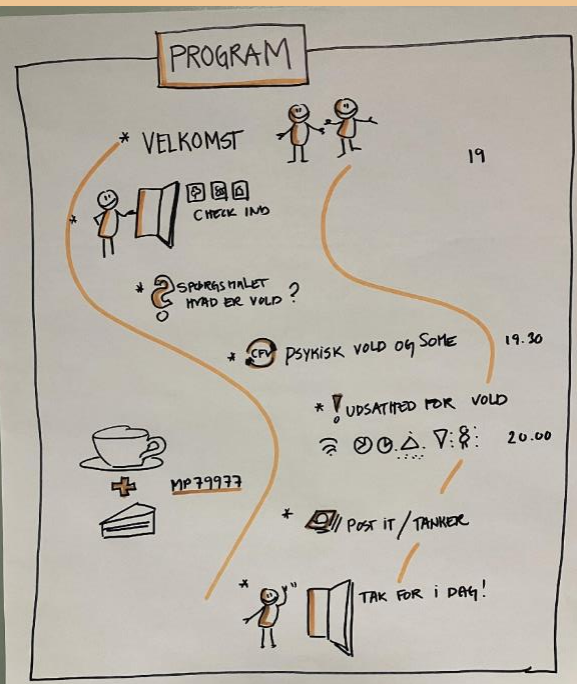 PROGRAM
* VELKOMST
19
*
CHECK IND
* ? SPØRGSMÅLET
HVAD ER VOLD?
* CFV PSYKISK VOLD OG SOME
19.30
* ! UDSATHED FOR VOLD
20.00
+ MP79977
* POST IT / TANKER
*
TAK FOR I DAG!